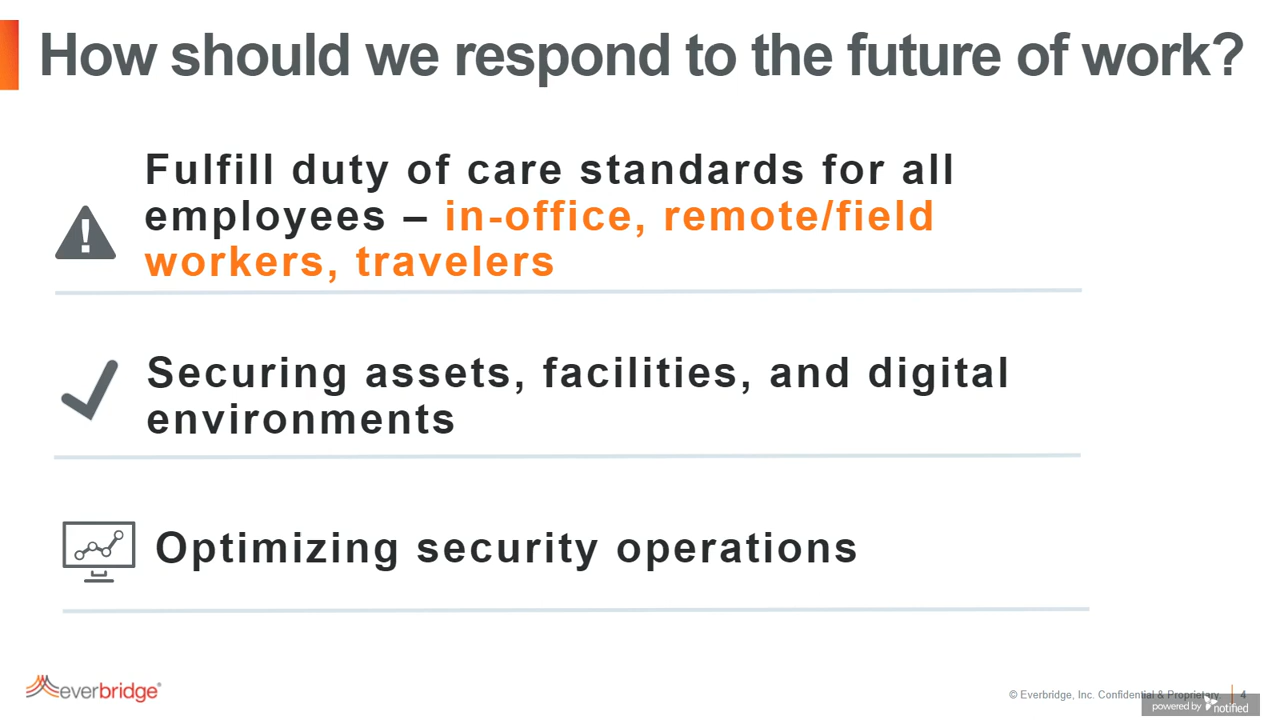 How should we respond to the future of work?
Fulfill duty of care standards for all
employees – in-office, remote/field
workers, travelers
Securing assets, facilities, and digital
environments
Optimizing security operations
everbridge®
© Everbridge, Inc. Confidential & Proprietary. 4
powered by notified